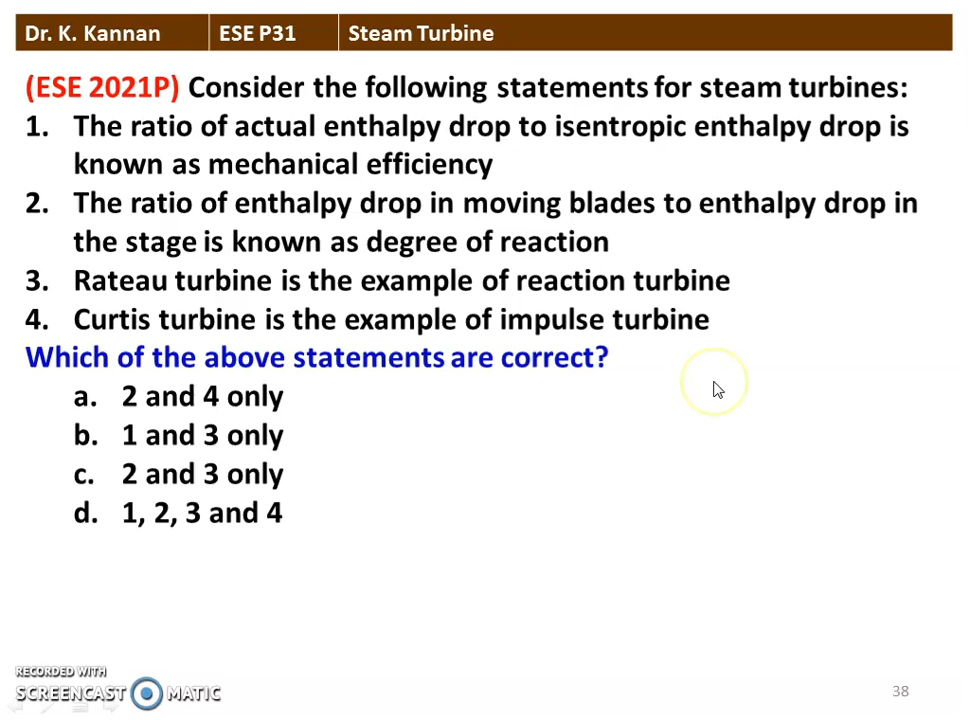 Dr. K. Kannan ESE P31 Steam Turbine
(ESE 2021P) Consider the following statements for steam turbines:
1. The ratio of actual enthalpy drop to isentropic enthalpy drop is
known as mechanical efficiency
2. The ratio of enthalpy drop in moving blades to enthalpy drop in
the stage is known as degree of reaction
3. Rateau turbine is the example of reaction turbine
4. Curtis turbine is the example of impulse turbine
Which of the above statements are correct?
a. 2 and 4 only
b. 1 and 3 only
c. 2 and 3 only
d. 1, 2, 3 and 4
RECORDED WITH
SCREENCAST MATIC
38